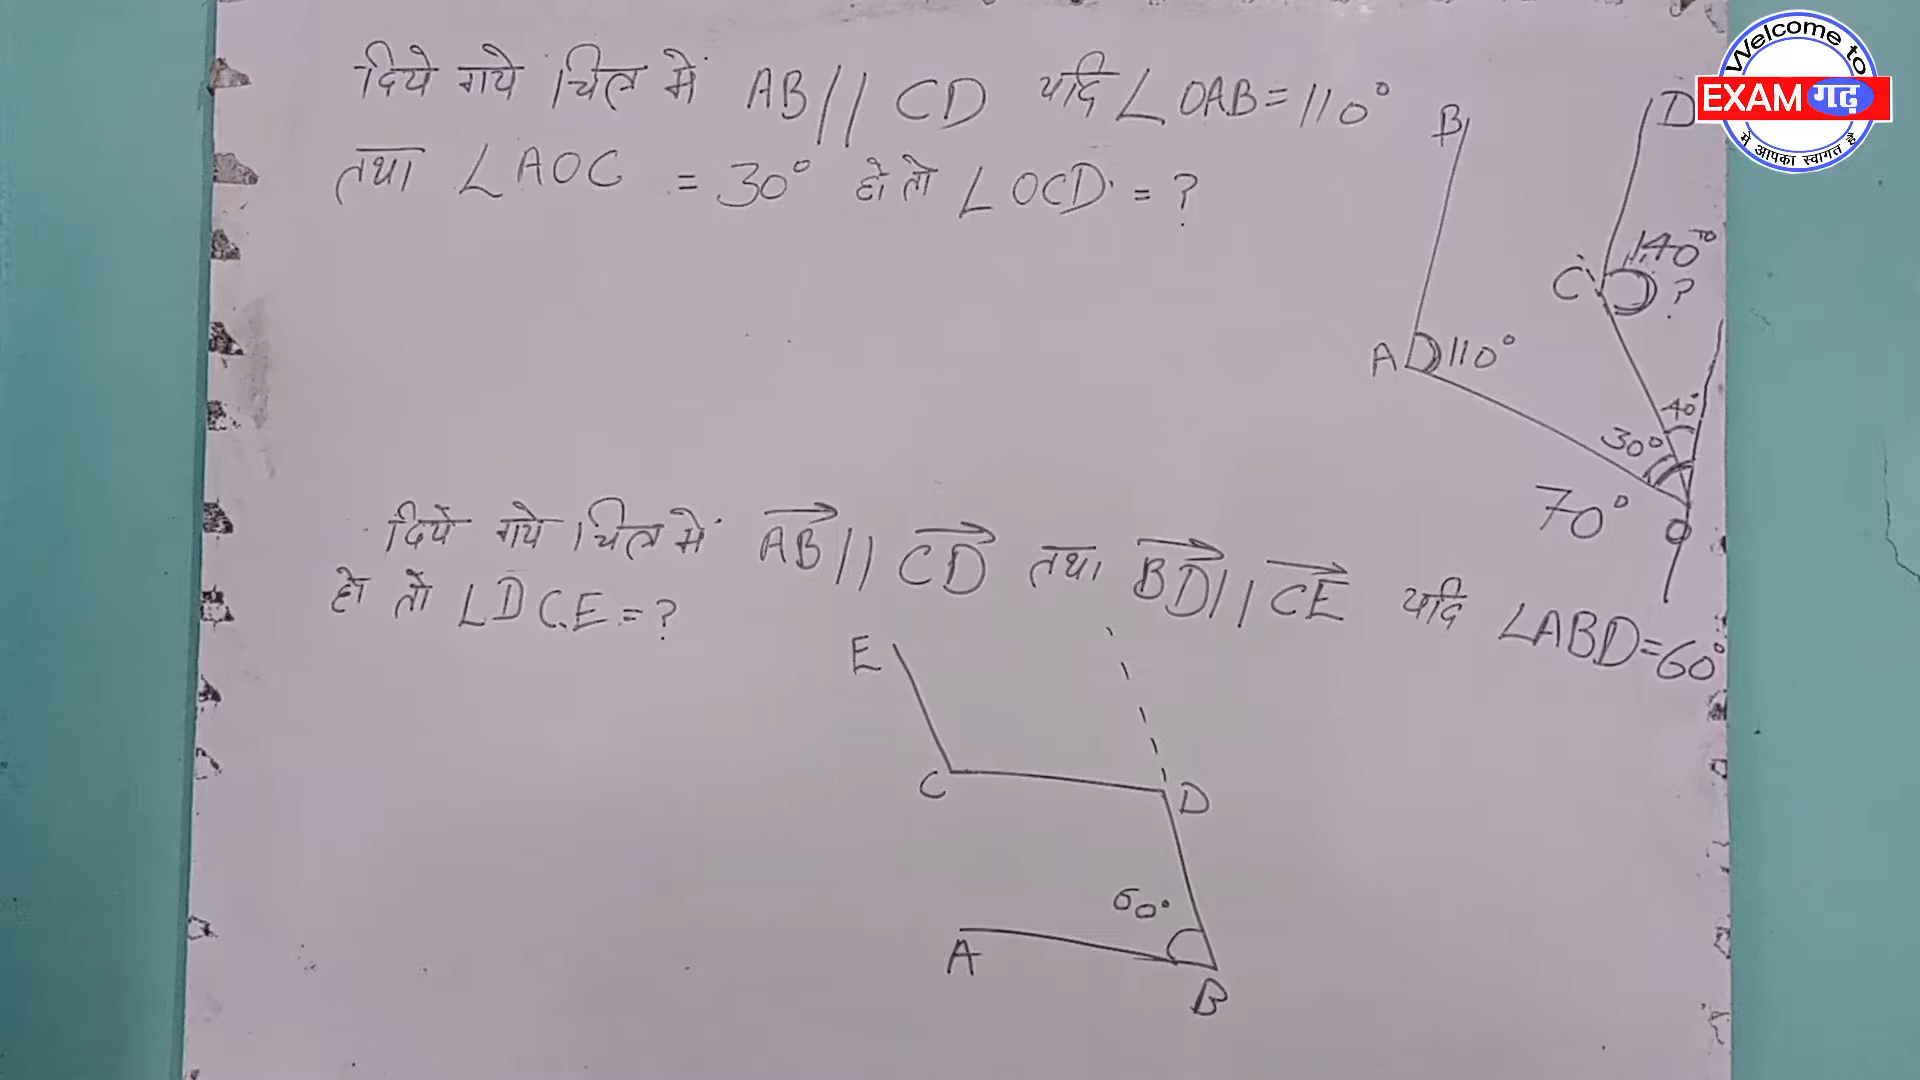 दिये गये चित्र में AB // CD यदि ∠OAB = 110°
तथा ∠AOC = 30° हो तो ∠OCD = ?
B
D
140°
C
?
A
110°
40°
30°
70°
O
दिये गये चित्र में AB // CD तथा BD // CE यदि ∠ABD = 60°
हो तो ∠DCE = ?
E
C
D
60°
A
B
Welcome to
EXAM गढ़
में आपका स्वागत है